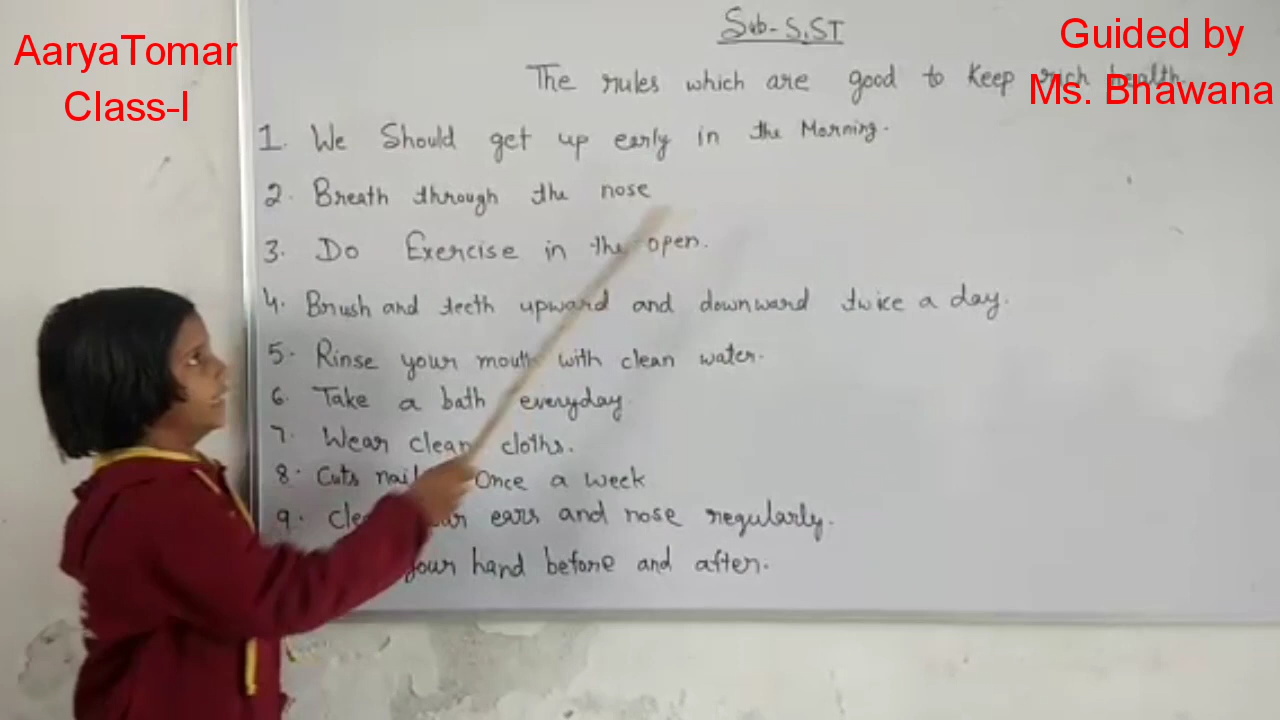 AaryaTomar
Class-I
Guided by
Ms. Bhawana
Sub- S.ST
The rules which are good to Keep rich health.
1. We Should get up early in the Morning.
2. Breath through the nose
3. Do Exercise in the open.
4. Brush and teeth upward and downward twice a day.
5. Rinse your mouth with clean water.
6. Take a bath everyday.
7. Wear clean cloths.
8. Cuts nail Once a week
9. ears and nose regularly.
your hand before and after.